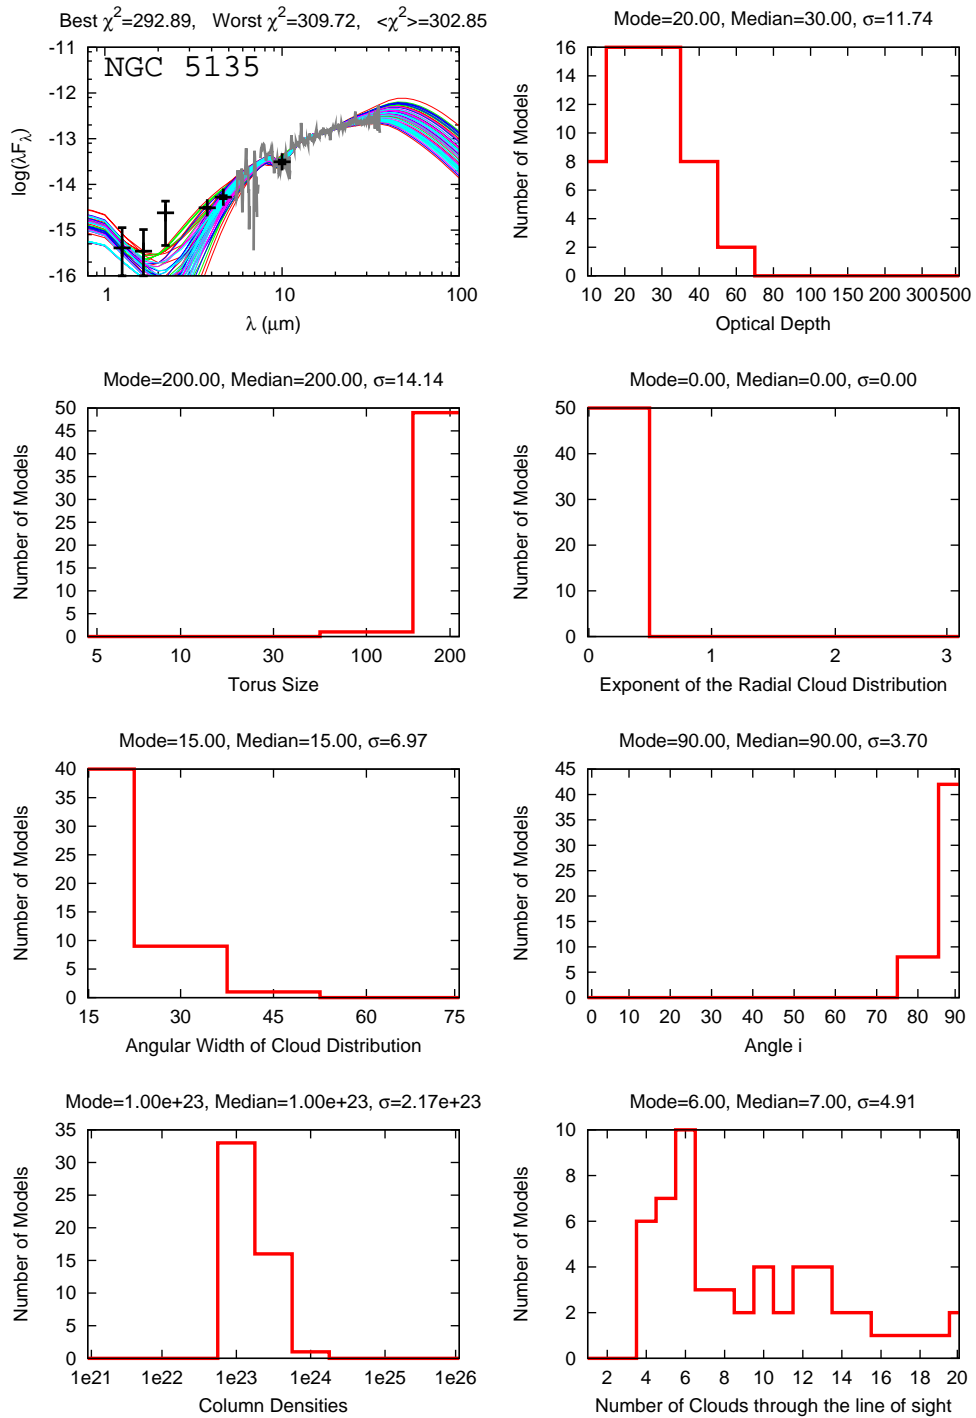 Best χ²=292.89, Worst χ²=309.72, <χ²>=302.85
-11
-12
-13
-14
-15
-16
log(λFλ)
NGC 5135
1 10 100
λ (μm)
Mode=20.00, Median=30.00, σ=11.74
16
14
12
10
8
6
4
2
0
Number of Models
10 20 30 40 60 80 100 150 200 300 500
Optical Depth
Mode=200.00, Median=200.00, σ=14.14
50
45
40
35
30
25
20
15
10
5
0
Number of Models
5 10 30 100 200
Torus Size
Mode=0.00, Median=0.00, σ=0.00
50
40
30
20
10
0
Number of Models
0 1 2 3
Exponent of the Radial Cloud Distribution
Mode=15.00, Median=15.00, σ=6.97
40
35
30
25
20
15
10
5
0
Number of Models
15 30 45 60 75
Angular Width of Cloud Distribution
Mode=90.00, Median=90.00, σ=3.70
45
40
35
30
25
20
15
10
5
0
Number of Models
0 10 20 30 40 50 60 70 80 90
Angle i
Mode=1.00e+23, Median=1.00e+23, σ=2.17e+23
35
30
25
20
15
10
5
0
Number of Models
1e21 1e22 1e23 1e24 1e25 1e26
Column Densities
Mode=6.00, Median=7.00, σ=4.91
10
8
6
4
2
0
Number of Models
2 4 6 8 10 12 14 16 18 20
Number of Clouds through the line of sight